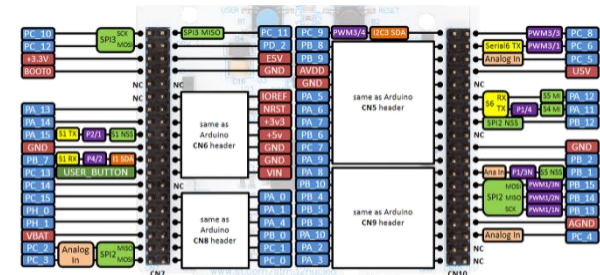 USER
RESET
B1
B2
PC_10
SCK
SPI3
MOSI
SPI3 MISO
PC_11
PC_9
PWM3/4
I2C3 SDA
PWM3/3
PC_8
PC_12
PD_2
PB_8
Serial6 TX
PWM3/1
PC_6
+3.3V
E5V
PB_9
Analog In
PC_5
BOOT0
GND
AVDD
U5V
NC
GND
NC
NC
IOREF
PA_5
S6
RX
TX
S5 MI
PA_12
PA_13
NRST
PA_6
P1/4
S4 MI
PA_11
PA_14
same as
Arduino
CN6 header
+3v3
PA_7
same as
Arduino
CN5 header
SPI2 NSS
PB_12
PA_15
S1 TX
P2/1
S1 NSS
+5v
PB_6
NC
GND
GND
PC_7
GND
PB_7
S1 RX
P4/2
I1 SDA
GND
PA_9
PB_2
PC_13
USER_BUTTON
VIN
PA_8
Ana In
P1/3N
S5 NSS
PB_1
PC_14
NC
PB_10
SPI2
MOSI
PWM1/3N
PB_15
PC_15
PA_0
PB_4
MISO
PWM1/2N
PB_14
PH_0
PA_1
PB_5
SCK
PWM1/1N
PB_13
PH_1
same as
Arduino
CN8 header
PA_4
PB_3
same as
Arduino
CN9 header
AGND
VBAT
PB_0
PA_10
Analog In
PC_4
PC_2
Analog
In
SPI2
MISO
PC_1
PA_2
NC
PC_3
MOSI
PC_0
PA_3
NC
CN7
CN10